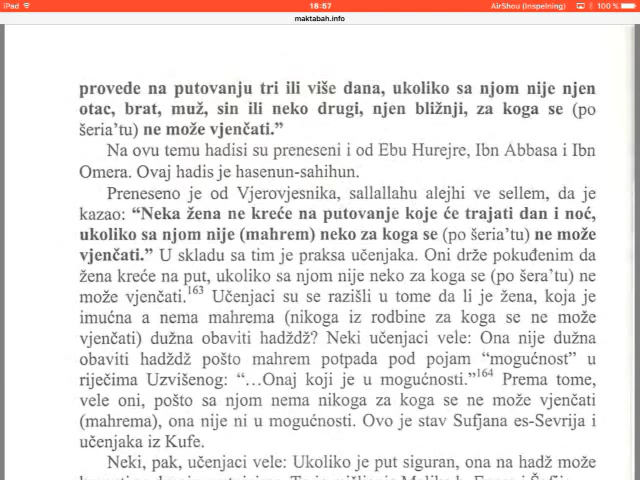 iPad 18:57 AirShou (Inspelning) 100 %
maktabah.info
provede na putovanju tri ili više dana, ukoliko sa njom nije njen
otac, brat, muž, sin ili neko drugi, njen bližnji, za koga se (po
šeria’tu) ne može vjenčati.”
Na ovu temu hadisi su preneseni i od Ebu Hurejre, Ibn Abbasa i Ibn
Omera. Ovaj hadis je hasenun-sahihun.
Preneseno je od Vjerovjesnika, sallallahu alejhi ve sellem, da je
kazao: “Neka žena ne kreće na putovanje koje će trajati dan i noć,
ukoliko sa njom nije (mahrem) neko za koga se (po šeria’tu) ne može
vjenčati.” U skladu sa tim je praksa učenjaka. Oni drže pokuđenim da
žena kreće na put, ukoliko sa njom nije neko za koga se (po šera’tu) ne
može vjenčati.163 Učenjaci su se razišli u tome da li je žena, koja je
imućna a nema mahrema (nikoga iz rodbine za koga se ne može
vjenčati) dužna obaviti hadždž? Neki učenjaci vele: Ona nije dužna
obaviti hadždž pošto mahrem potpada pod pojam “mogućnost” u
riječima Uzvišenog: “…Onaj koji je u mogućnosti.”164 Prema tome,
vele oni, pošto sa njom nema nikoga za koga se ne može vjenčati
(mahrema), ona nije ni u mogućnosti. Ovo je stav Sufjana es-Sevrija i
učenjaka iz Kufe.
Neki, pak, učenjaci vele: Ukoliko je put siguran, ona na hadž može